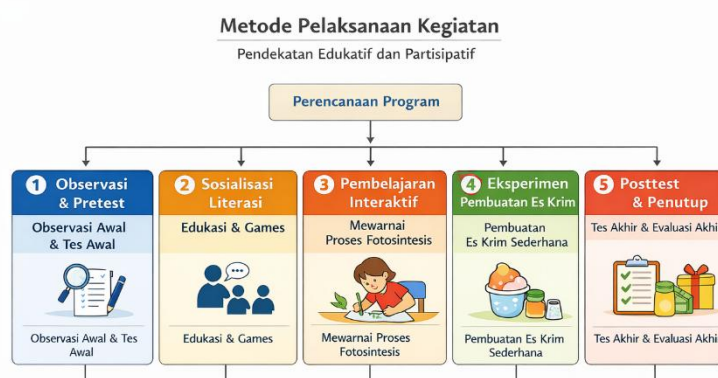 Metode Pelaksanaan Kegiatan
Pendekatan Edukatif dan Partisipatif
Perencanaan Program
1 Observasi
& Pretest
Observasi Awal
& Tes Awal
Observasi Awal & Tes
Awal
2 Sosialisasi
Literasi
Edukasi & Games
Edukasi & Games
3 Pembelajaran
Interaktif
Mewarnai
Proses Fotosintesis
Mewarnai Proses
Fotosintesis
4 Eksperimen
Pembuatan Es Krim
Pembuatan
Es Krim Sederhana
Pembuatan Es Krim
Sederhana
5 Posttest
& Penutup
Tes Akhir & Evaluasi Akhi
Tes Akhir & Evaluasi Akhi